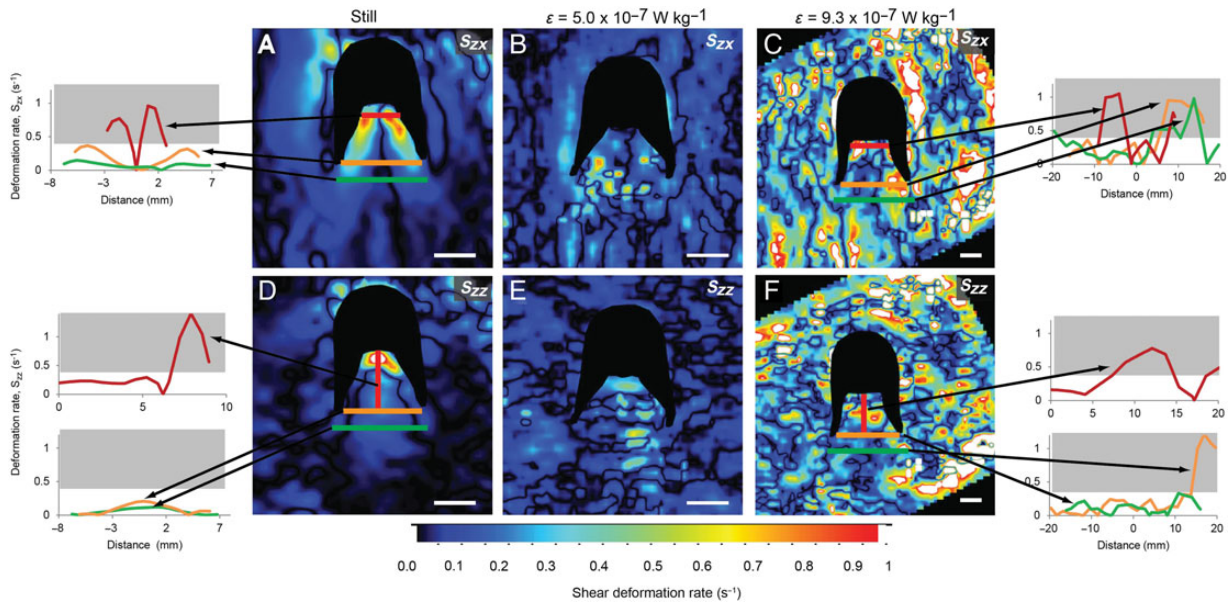 Still
ε = 5.0 x 10⁻⁷ W kg⁻¹
ε = 9.3 x 10⁻⁷ W kg⁻¹
A
Szx
B
Szx
C
Szx
Deformation rate, Szx (s⁻¹)
1
0.5
0
−8
−3
2
7
Distance (mm)
1
0.5
0
−20
−10
0
10
20
Distance (mm)
D
Szz
E
Szz
F
Szz
Deformation rate, Szz (s⁻¹)
1
0.5
0
0
5
10
1
0.5
0
−8
−3
2
7
Distance (mm)
1
0.5
0
0
5
10
15
20
1
0.5
0
−20
−10
0
10
20
Distance (mm)
0.0 0.1 0.2 0.3 0.4 0.5 0.6 0.7 0.8 0.9 1
Shear deformation rate (s⁻¹)